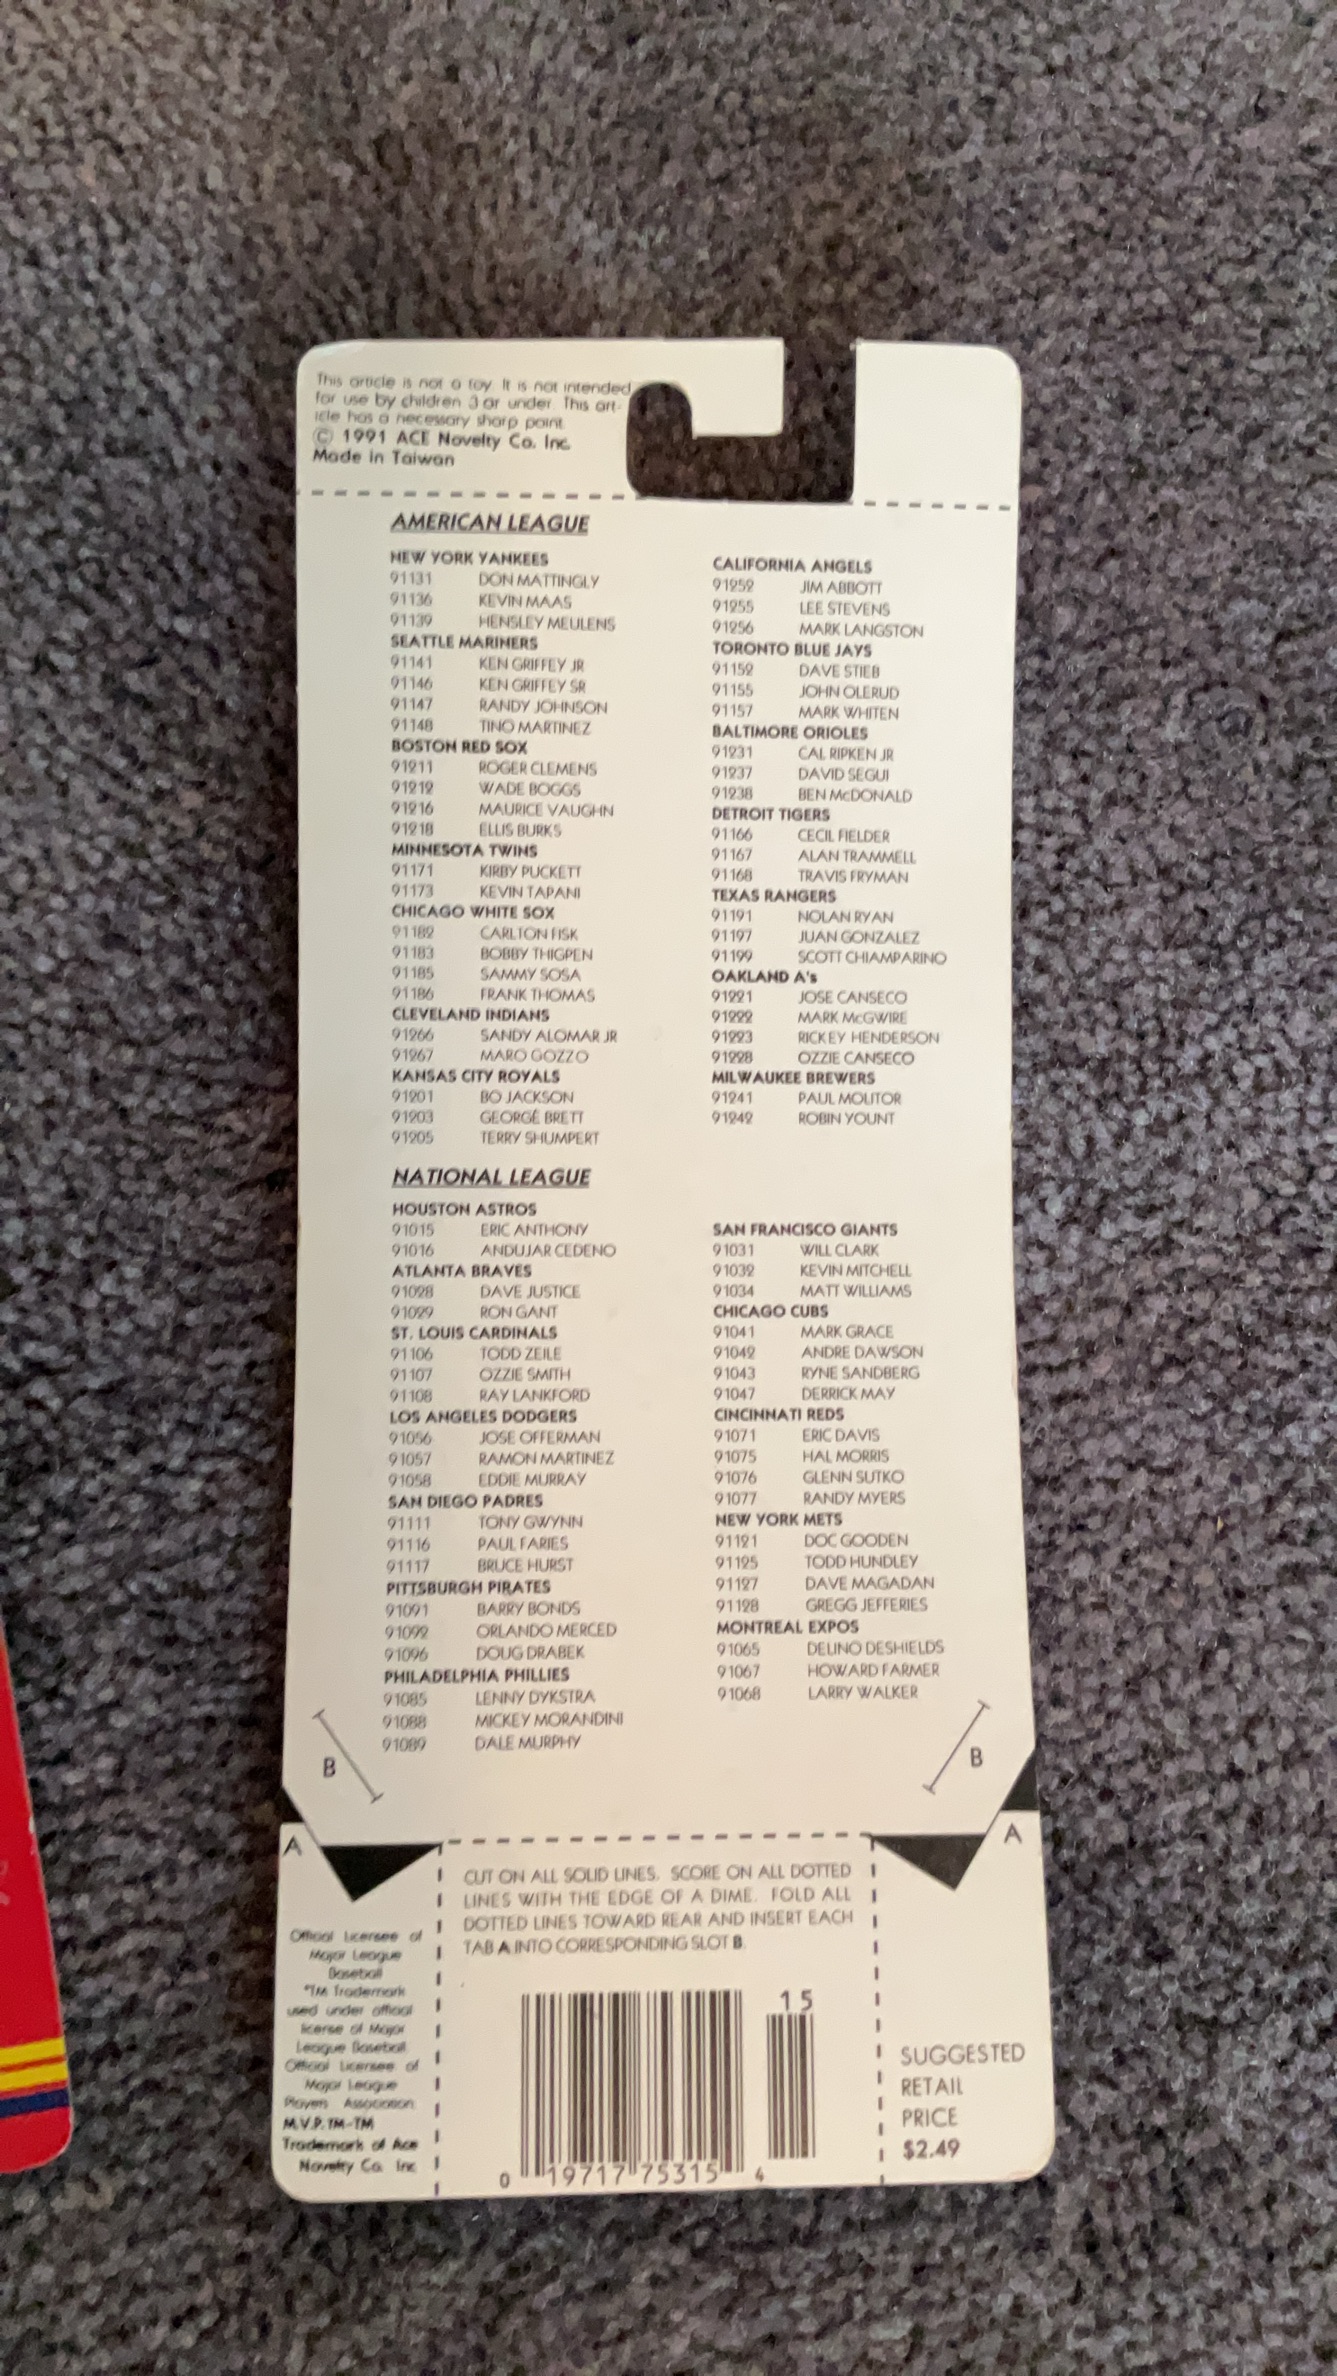 This article is not a toy. It is not intended
for use by children 3 or under. This art-
icle has a necessary sharp point.
© 1991 ACE Novelty Co. Inc.
Made in Taiwan
AMERICAN LEAGUE
NEW YORK YANKEES
91131 DON MATTINGLY
91136 KEVIN MAAS
91139 HENSLEY MEULENS
SEATTLE MARINERS
91141 KEN GRIFFEY JR
91146 KEN GRIFFEY SR
91147 RANDY JOHNSON
91148 TINO MARTINEZ
BOSTON RED SOX
91211 ROGER CLEMENS
91212 WADE BOGGS
91216 MAURICE VAUGHN
91218 ELLIS BURKS
MINNESOTA TWINS
91171 KIRBY PUCKETT
91173 KEVIN TAPANI
CHICAGO WHITE SOX
91182 CARLTON FISK
91183 BOBBY THIGPEN
91185 SAMMY SOSA
91186 FRANK THOMAS
CLEVELAND INDIANS
91266 SANDY ALOMAR JR
91267 MARO GOZZO
KANSAS CITY ROYALS
91201 BO JACKSON
91203 GEORGE BRETT
91205 TERRY SHUMPERT
CALIFORNIA ANGELS
91252 JIM ABBOTT
91255 LEE STEVENS
91256 MARK LANGSTON
TORONTO BLUE JAYS
91152 DAVE STIEB
91155 JOHN OLERUD
91157 MARK WHITEN
BALTIMORE ORIOLES
91231 CAL RIPKEN JR
91237 DAVID SEGUI
91238 BEN McDONALD
DETROIT TIGERS
91166 CECIL FIELDER
91167 ALAN TRAMMELL
91168 TRAVIS FRYMAN
TEXAS RANGERS
91191 NOLAN RYAN
91197 JUAN GONZALEZ
91199 SCOTT CHIAMPARINO
OAKLAND A's
91221 JOSE CANSECO
91222 MARK McGWIRE
91223 RICKEY HENDERSON
91228 OZZIE CANSECO
MILWAUKEE BREWERS
91241 PAUL MOLITOR
91242 ROBIN YOUNT
NATIONAL LEAGUE
HOUSTON ASTROS
91015 ERIC ANTHONY
91016 ANDUJAR CEDENO
ATLANTA BRAVES
91028 DAVE JUSTICE
91029 RON GANT
ST. LOUIS CARDINALS
91106 TODD ZEILE
91107 OZZIE SMITH
91108 RAY LANKFORD
LOS ANGELES DODGERS
91056 JOSE OFFERMAN
91057 RAMON MARTINEZ
91058 EDDIE MURRAY
SAN DIEGO PADRES
91111 TONY GWYNN
91116 PAUL FARIES
91117 BRUCE HURST
PITTSBURGH PIRATES
91091 BARRY BONDS
91092 ORLANDO MERCED
91096 DOUG DRABEK
PHILADELPHIA PHILLIES
91085 LENNY DYKSTRA
91088 MICKEY MORANDINI
91089 DALE MURPHY
SAN FRANCISCO GIANTS
91031 WILL CLARK
91032 KEVIN MITCHELL
91034 MATT WILLIAMS
CHICAGO CUBS
91041 MARK GRACE
91042 ANDRE DAWSON
91043 RYNE SANDBERG
91047 DERRICK MAY
CINCINNATI REDS
91071 ERIC DAVIS
91075 HAL MORRIS
91076 GLENN SUTKO
91077 RANDY MYERS
NEW YORK METS
91121 DOC GOODEN
91125 TODD HUNDLEY
91127 DAVE MAGADAN
91128 GREGG JEFFERIES
MONTREAL EXPOS
91065 DELINO DESHIELDS
91067 HOWARD FARMER
91068 LARRY WALKER
B
B
A
A
CUT ON ALL SOLID LINES. SCORE ON ALL DOTTED
LINES WITH THE EDGE OF A DIME. FOLD ALL
DOTTED LINES TOWARD REAR AND INSERT EACH
TAB A INTO CORRESPONDING SLOT B.
Official Licensee of
Major League
Baseball
*TM Trademark
used under official
license of Major
League Baseball.
Official Licensee of
Major League
Players Association
M.V.P. TM-TM
Trademark of Ace
Novelty Co. Inc.
15
0 19717 75315 4
SUGGESTED
RETAIL
PRICE
$2.49